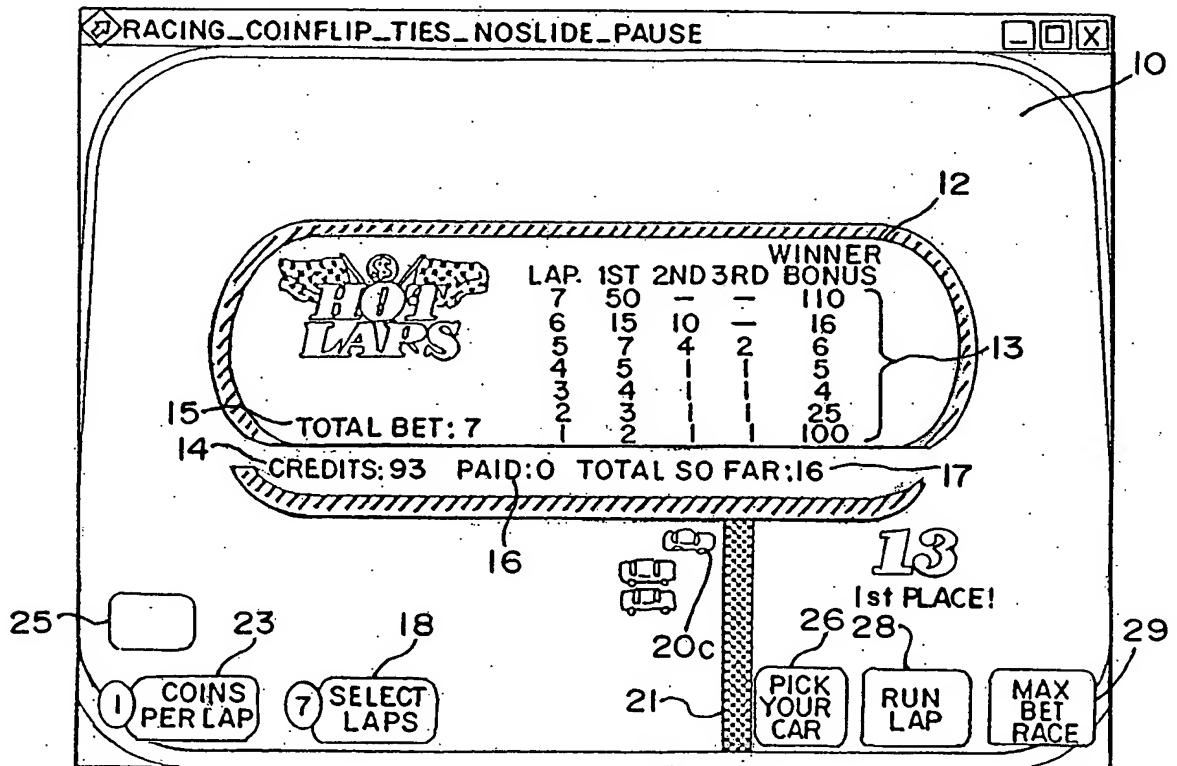 RACING_COINFLIP_TIES_NOSLIDE_PAUSE
10
12
HOT
LAPS
WINNER
LAP. 1ST 2ND 3RD BONUS
7 50 — — 110
6 15 10 — 16
5 7 4 2 6
4 5 1 1 5
3 4 1 1 4
2 3 1 1 25
1 2 1 1 100
13
15
TOTAL BET: 7
14
CREDITS: 93 PAID:0 TOTAL SO FAR:16
17
16
13
1st PLACE!
20c
25
23
18
26
28
29
21
1 COINS
PER LAP
7 SELECT
LAPS
PICK
YOUR
CAR
RUN
LAP
MAX
BET
RACE